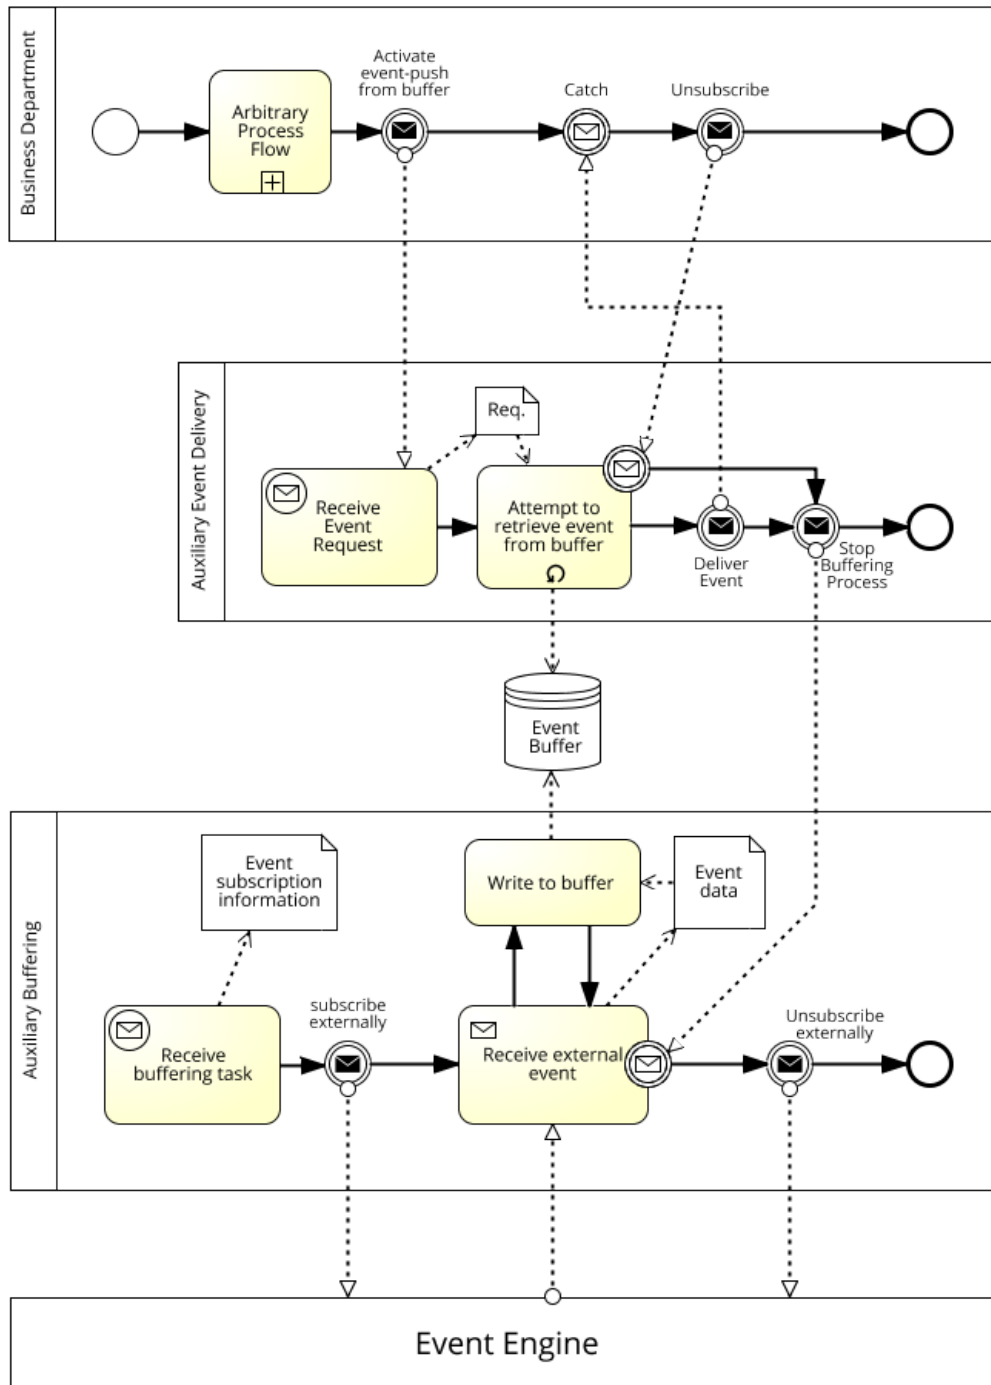 Business Department
Activate
event-push
from buffer
Catch
Unsubscribe
Arbitrary
Process
Flow
Auxiliary Event Delivery
Req.
Receive
Event
Request
Attempt to
retrieve event
from buffer
Deliver
Event
Stop
Buffering
Process
Event
Buffer
Auxiliary Buffering
Event
subscription
information
Write to buffer
Event
data
subscribe
externally
Unsubscribe
externally
Receive
buffering task
Receive external
event
Event Engine